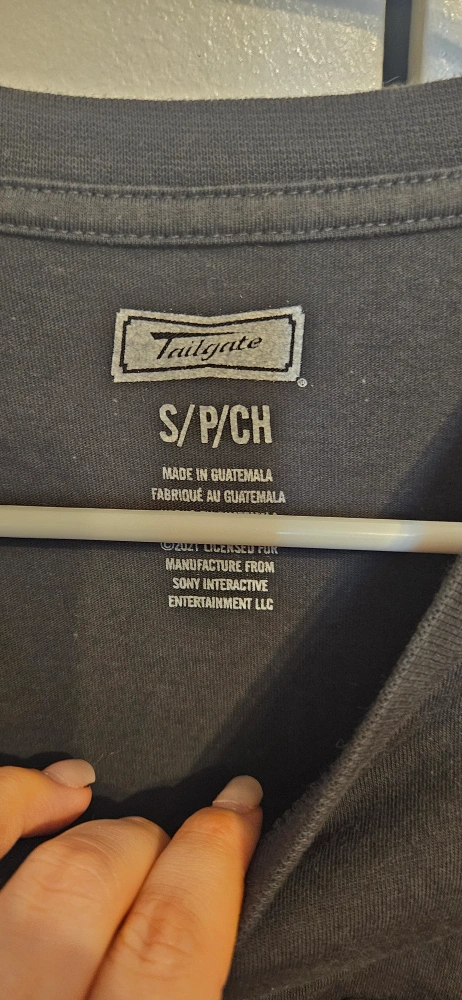 Tailgate®
S/P/CH
MADE IN GUATEMALA
FABRIQUÉ AU GUATEMALA
©2021 LICENSED FOR
MANUFACTURE FROM
SONY INTERACTIVE
ENTERTAINMENT LLC